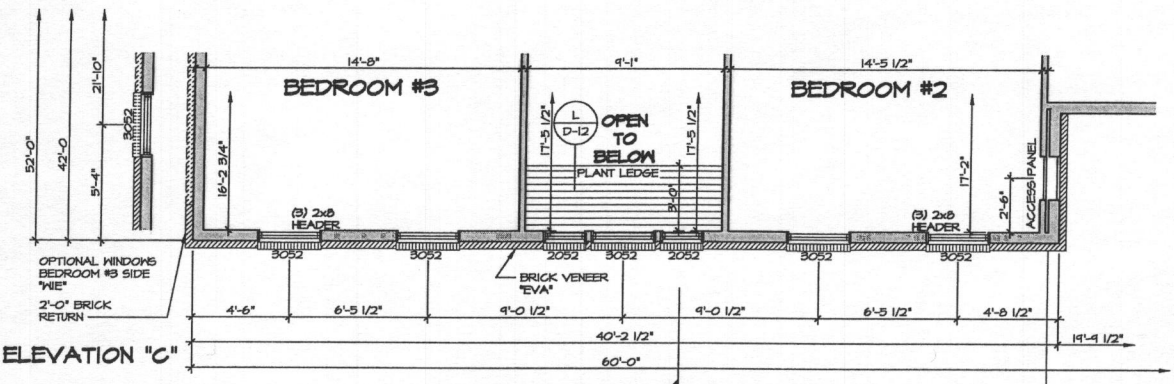 14'-8"
9'-1"
14'-5 1/2"
BEDROOM #3
BEDROOM #2
21'-10"
3052
52'-0"
42'-0
5'-4"
16'-2 3/4"
17'-5 1/2"
L
D-12
OPEN
TO
BELOW
17'-5 1/2"
PLANT LEDGE
3'-0"
17'-2"
2'-6"
ACCESS PANEL
(3) 2x8
HEADER
(3) 2x8
HEADER
3052
3052
2052
3052
2052
3052
3052
OPTIONAL WINDOWS
BEDROOM #3 SIDE
"WIE"
2'-0" BRICK
RETURN
BRICK VENEER
"EVA"
4'-6"
6'-5 1/2"
9'-0 1/2"
9'-0 1/2"
6'-5 1/2"
4'-8 1/2"
40'-2 1/2"
19'-9 1/2"
60'-0"
ELEVATION "C"